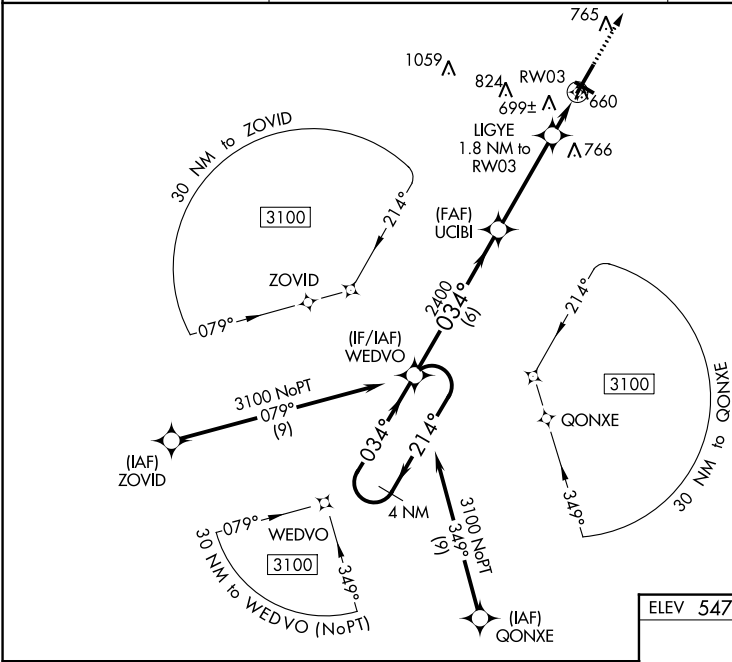 765
1059
824
RW03
699±
660
LIGYE
1.8 NM to
RW03
766
30 NM to ZOVID
3100
214°
ZOVID
079°
(FAF)
UCIBI
2400
034°
(6)
(IF/IAF)
WEDVO
214°
3100
QONXE
349°
30 NM to QONXE
3100 NoPT
079°
(9)
(IAF)
ZOVID
034°
214°
4 NM
3100 NoPT
349°
(9)
079°
WEDVO
3100
349°
30 NM to WEDVO (NoPT)
(IAF)
QONXE
ELEV 547